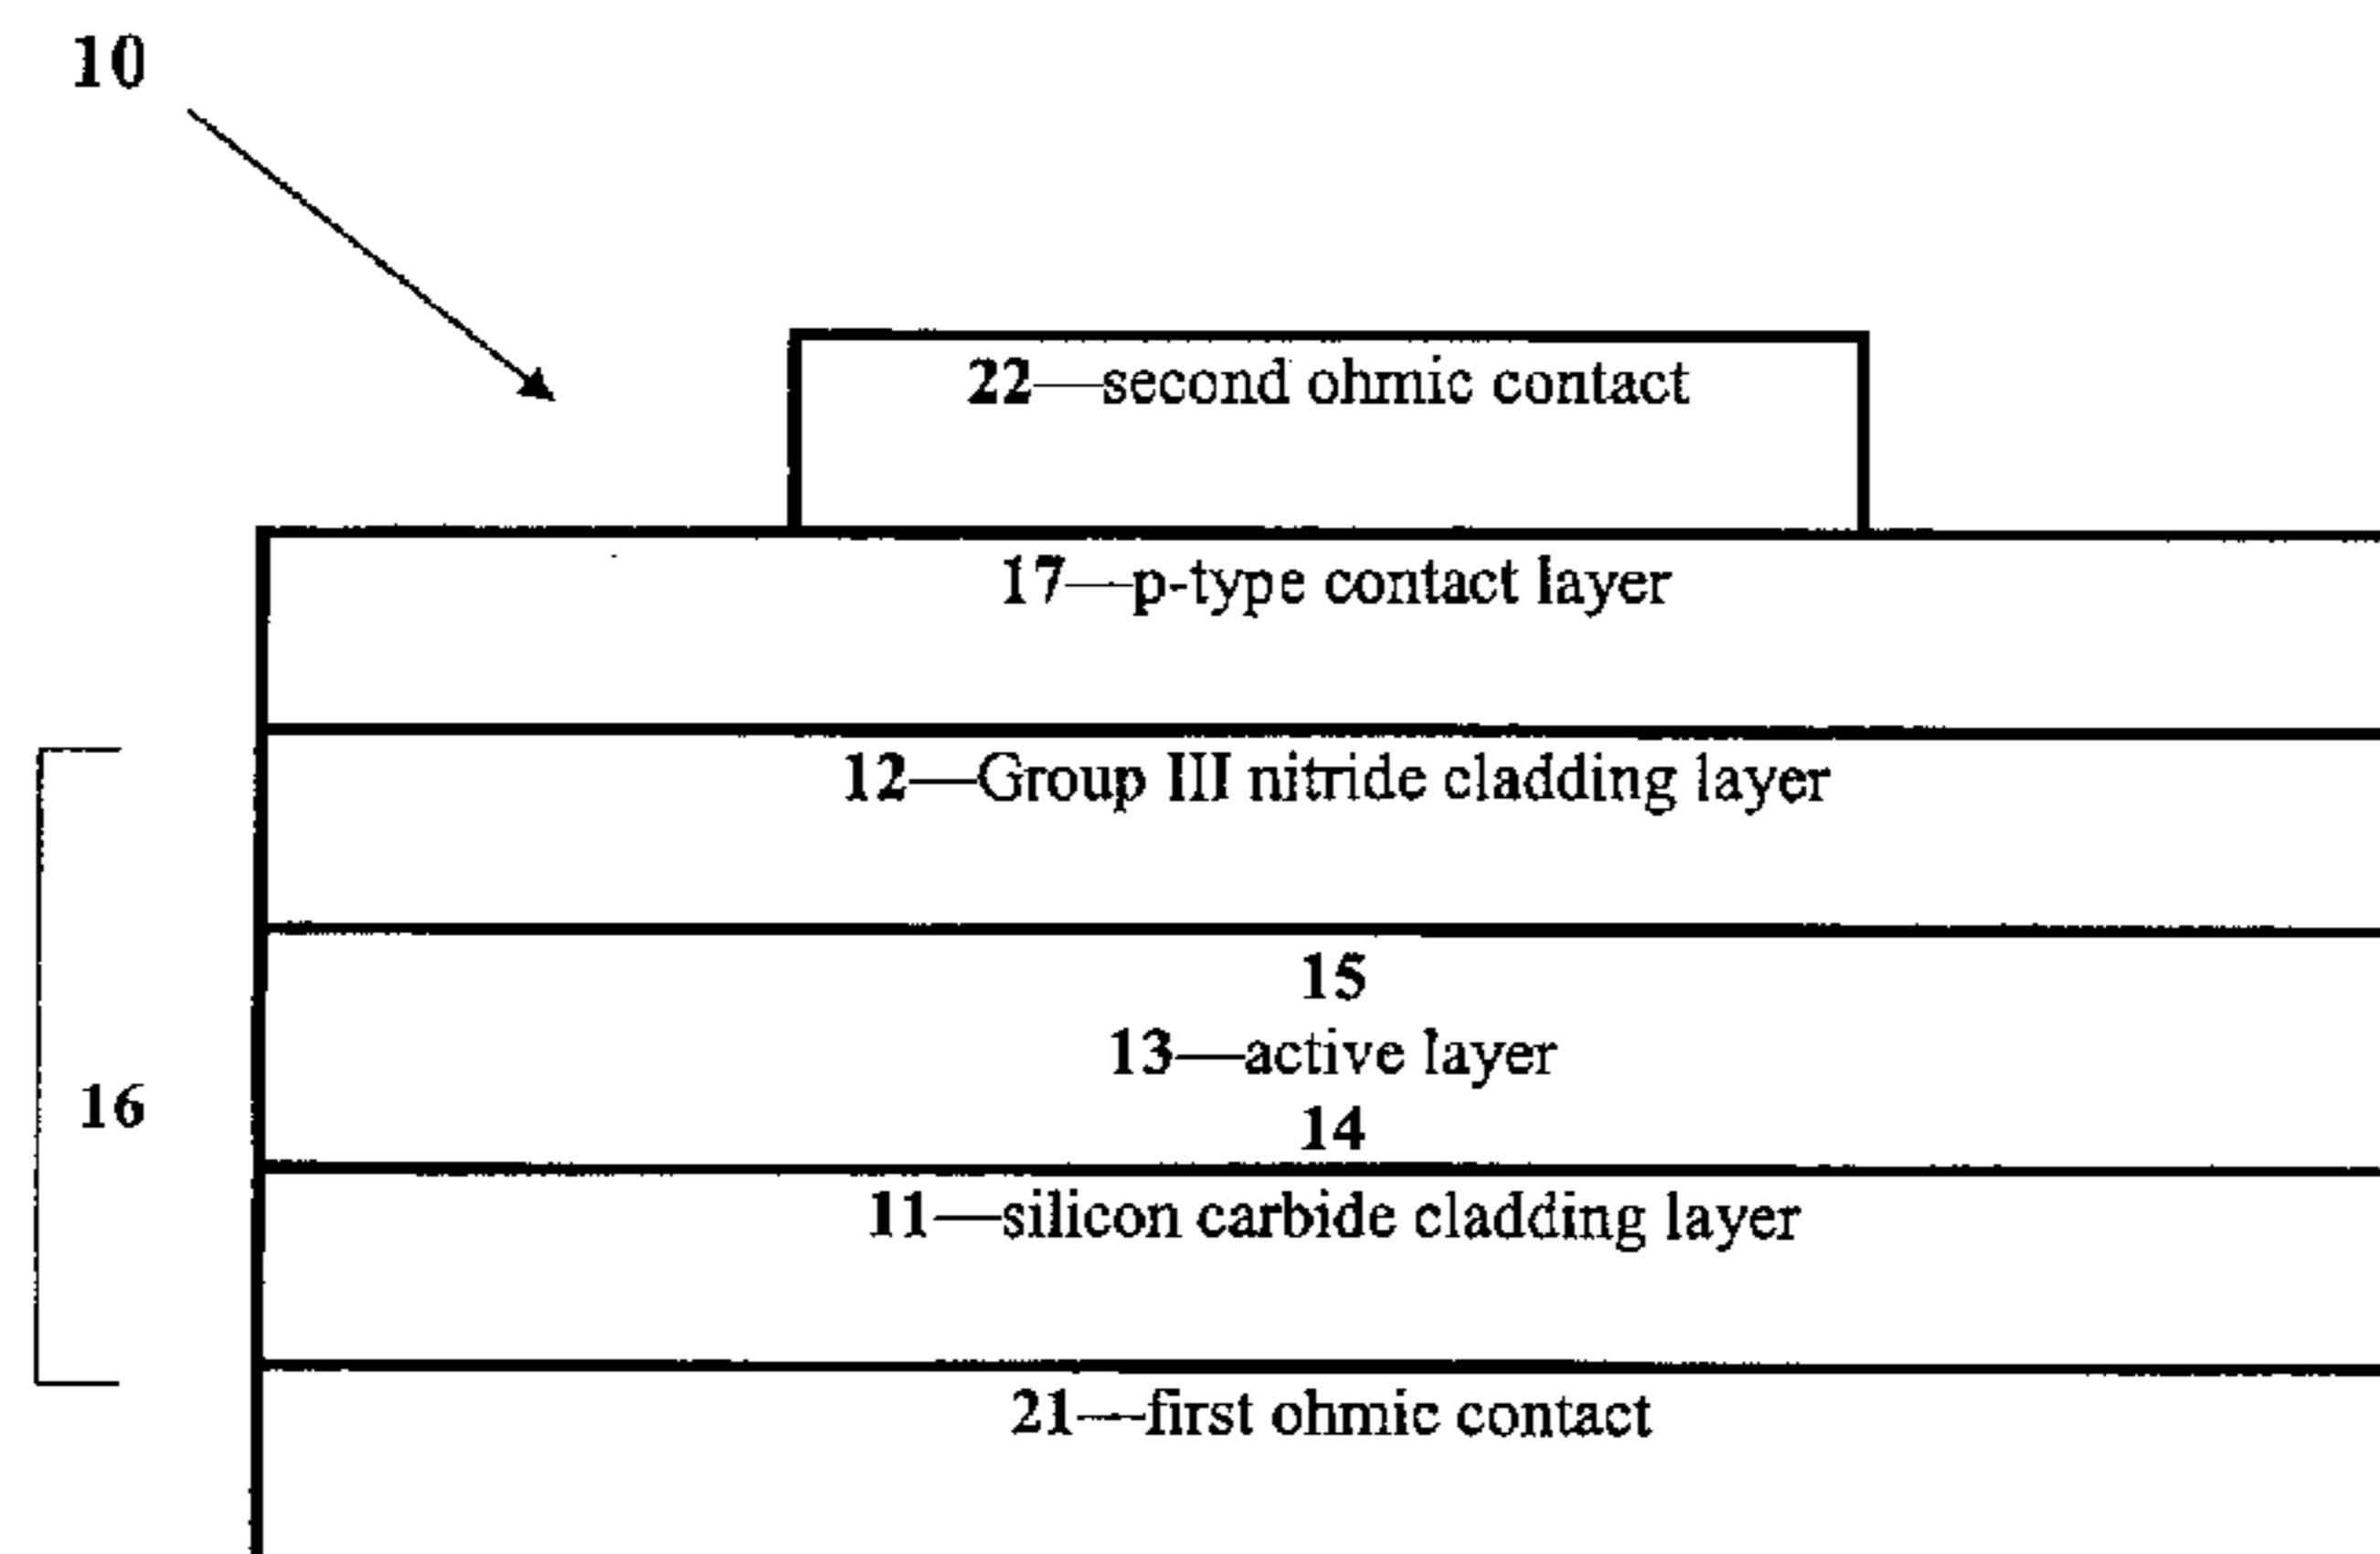 10
22—second ohmic contact
17—p-type contact layer
12—Group III nitride cladding layer
15
13—active layer
16
14
11—silicon carbide cladding layer
21—first ohmic contact